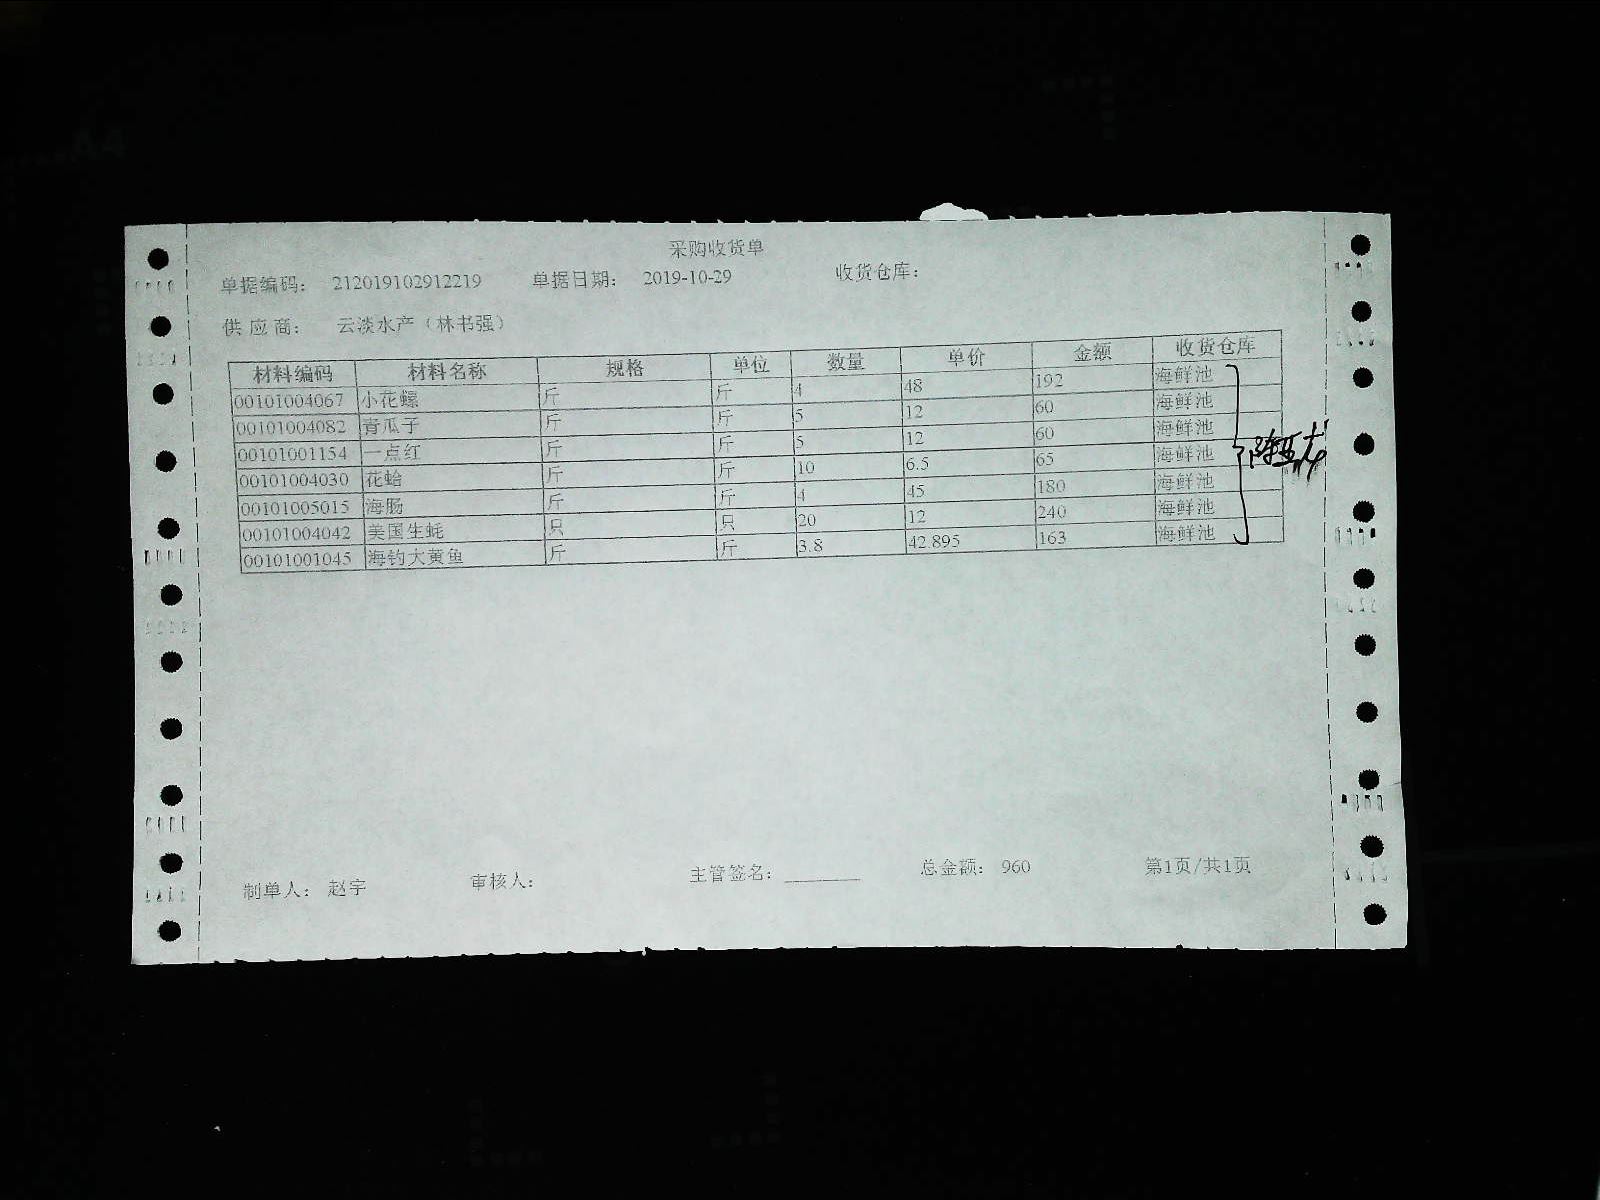 采购收货单
单据编码： 212019102912219 单据日期： 2019-10-29 收货仓库：
供 应 商： 云淡水产（林书强）
材料编码 材料名称 规格 单位 数量 单价 金额 收货仓库
00101004067 小花螺 斤 斤 4 48 192 海鲜池
00101004082 青瓜子 斤 斤 5 12 60 海鲜池
00101001154 一点红 斤 斤 5 12 60 海鲜池
00101004030 花蛤 斤 斤 10 6.5 65 海鲜池
00101005015 海肠 斤 斤 4 45 180 海鲜池
00101004042 美国生蚝 只 只 20 12 240 海鲜池
00101001045 海钓大黄鱼 斤 斤 3.8 42.895 163 海鲜池
制单人： 赵宇 审核人： 主管签名：________ 总金额： 960 第1页/共1页